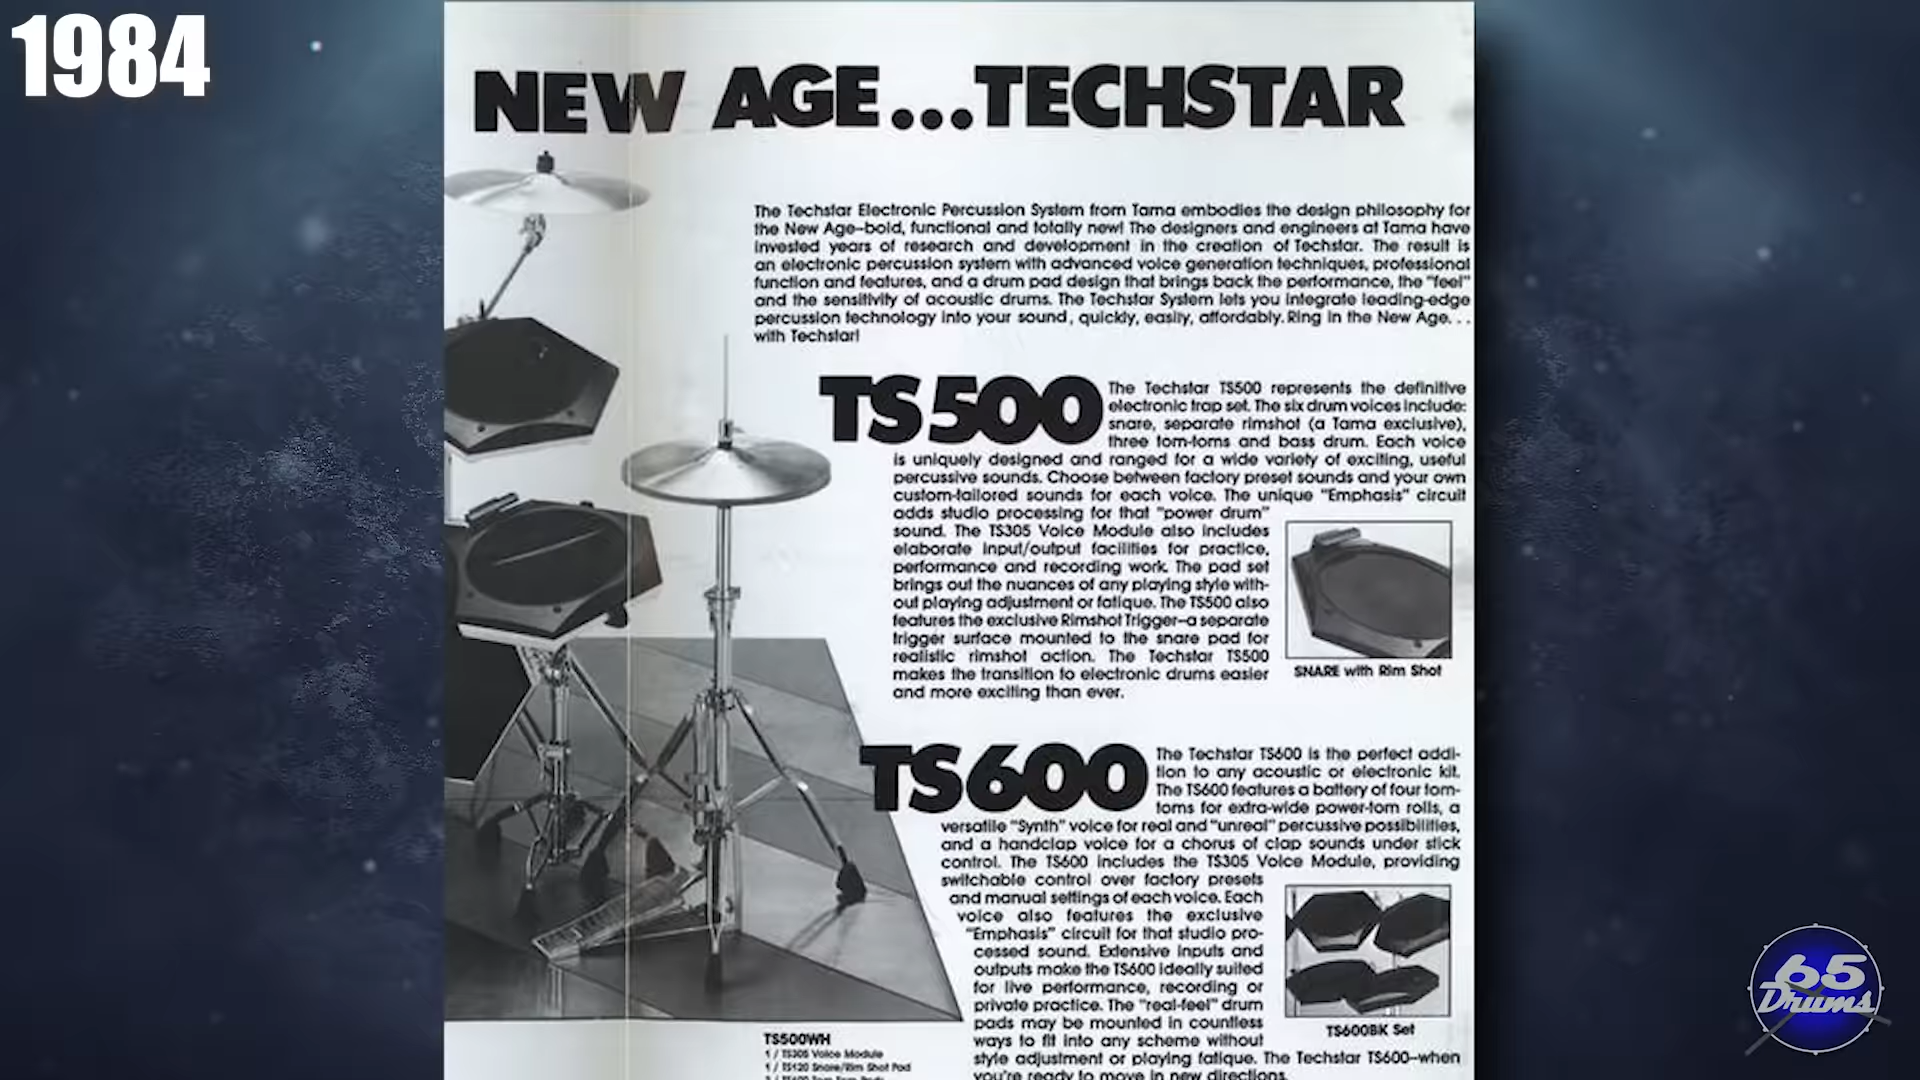 1984
NEW AGE...TECHSTAR
The Techstar Electronic Percussion System from Tama embodies the design philosophy for
the New Age–bold, functional and totally new! The designers and engineers at Tama have
invested years of research and development in the creation of Techstar. The result is
an electronic percussion system with advanced voice generation techniques, professional
function and features, and a drum pad design that brings back the performance, the "feel"
and the sensitivity of acoustic drums. The Techstar System lets you integrate leading-edge
percussion technology into your sound, quickly, easily, affordably. Ring in the New Age. . .
with Techstar!
TS500
The Techstar TS500 represents the definitive
electronic trap set. The six drum voices include:
snare, separate rimshot (a Tama exclusive),
three tom-toms and bass drum. Each voice
is uniquely designed and ranged for a wide variety of exciting, useful
percussive sounds. Choose between factory preset sounds and your own
custom-tailored sounds for each voice. The unique "Emphasis" circuit
adds studio processing for that "power drum"
sound. The TS305 Voice Module also includes
elaborate input/output facilities for practice,
performance and recording work. The pad set
brings out the nuances of any playing style with-
out playing adjustment or fatigue. The TS500 also
features the exclusive Rimshot Trigger–a separate
trigger surface mounted to the snare pad for
realistic rimshot action. The Techstar TS500
makes the transition to electronic drums easier
and more exciting than ever.
SNARE with Rim Shot
TS600
The Techstar TS600 is the perfect addi-
tion to any acoustic or electronic kit.
The TS600 features a battery of four tom-
toms for extra-wide power-tom rolls, a
versatile "Synth" voice for real and "unreal" percussive possibilities,
and a handclap voice for a chorus of clap sounds under stick
control. The TS600 includes the TS305 Voice Module, providing
switchable control over factory presets
and manual settings of each voice. Each
voice also features the exclusive
"Emphasis" circuit for that studio pro-
cessed sound. Extensive inputs and
outputs make the TS600 ideally suited
for live performance, recording or
private practice. The "real-feel" drum
pads may be mounted in countless
ways to fit into any scheme without
style adjustment or playing fatigue. The Techstar TS600–when
you're ready to move in new directions.
TS600BK Set
TS500WH
1 / TS305 Voice Module
1 / TS120 Snare/Rim Shot Pad
65
Drums